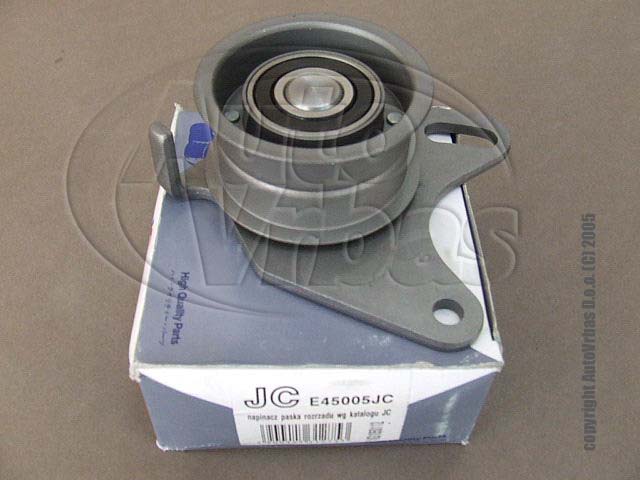 Auto
Vrbas
High Quality Parts
JC E45005JC
napinacz paska rozrzadu wg katalogu JC
copyright AutoVrbas D.o.o. (C) 2005